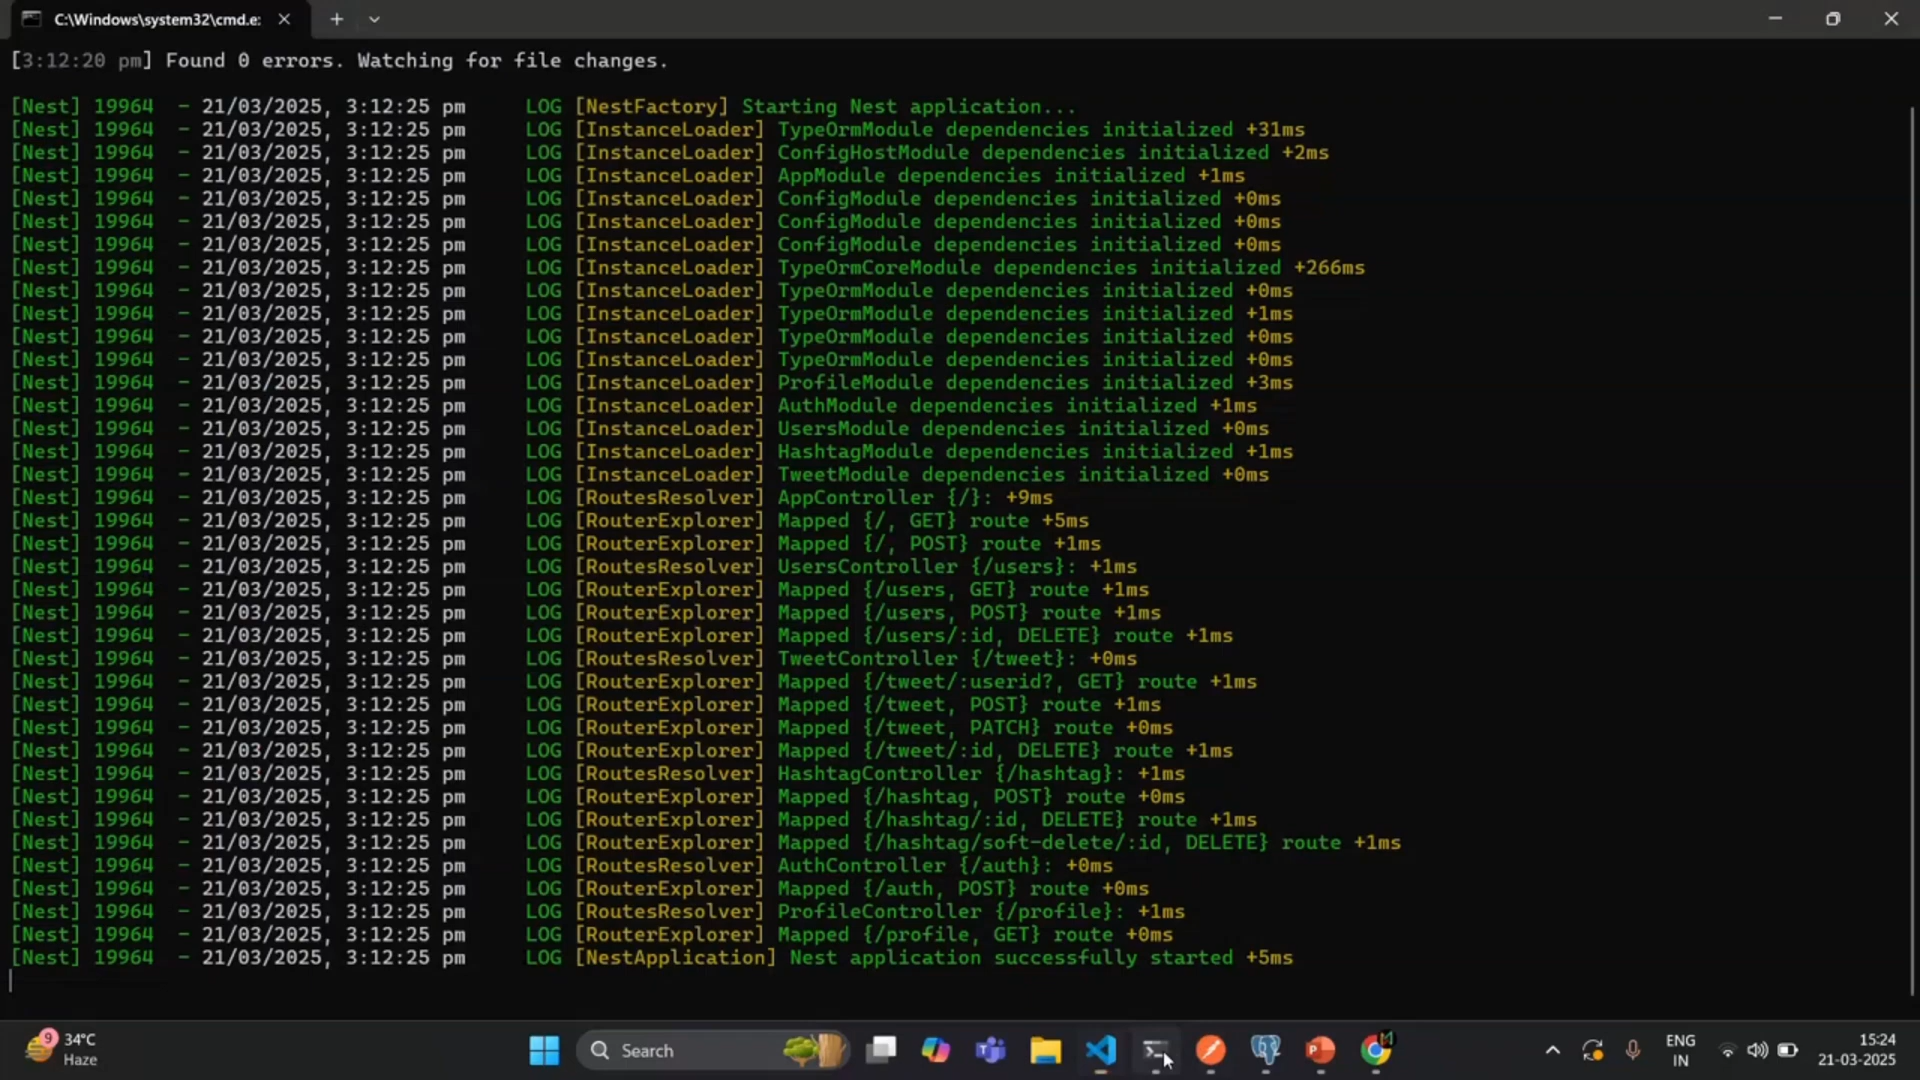 C:\Windows\system32\cmd.e:
[3:12:20 pm] Found 0 errors. Watching for file changes.
[Nest] 19964  - 21/03/2025, 3:12:25 pm     LOG [NestFactory] Starting Nest application...
[Nest] 19964  - 21/03/2025, 3:12:25 pm     LOG [InstanceLoader] TypeOrmModule dependencies initialized +31ms
[Nest] 19964  - 21/03/2025, 3:12:25 pm     LOG [InstanceLoader] ConfigHostModule dependencies initialized +2ms
[Nest] 19964  - 21/03/2025, 3:12:25 pm     LOG [InstanceLoader] AppModule dependencies initialized +1ms
[Nest] 19964  - 21/03/2025, 3:12:25 pm     LOG [InstanceLoader] ConfigModule dependencies initialized +0ms
[Nest] 19964  - 21/03/2025, 3:12:25 pm     LOG [InstanceLoader] ConfigModule dependencies initialized +0ms
[Nest] 19964  - 21/03/2025, 3:12:25 pm     LOG [InstanceLoader] ConfigModule dependencies initialized +0ms
[Nest] 19964  - 21/03/2025, 3:12:25 pm     LOG [InstanceLoader] TypeOrmCoreModule dependencies initialized +266ms
[Nest] 19964  - 21/03/2025, 3:12:25 pm     LOG [InstanceLoader] TypeOrmModule dependencies initialized +0ms
[Nest] 19964  - 21/03/2025, 3:12:25 pm     LOG [InstanceLoader] TypeOrmModule dependencies initialized +1ms
[Nest] 19964  - 21/03/2025, 3:12:25 pm     LOG [InstanceLoader] TypeOrmModule dependencies initialized +0ms
[Nest] 19964  - 21/03/2025, 3:12:25 pm     LOG [InstanceLoader] TypeOrmModule dependencies initialized +0ms
[Nest] 19964  - 21/03/2025, 3:12:25 pm     LOG [InstanceLoader] ProfileModule dependencies initialized +3ms
[Nest] 19964  - 21/03/2025, 3:12:25 pm     LOG [InstanceLoader] AuthModule dependencies initialized +1ms
[Nest] 19964  - 21/03/2025, 3:12:25 pm     LOG [InstanceLoader] UsersModule dependencies initialized +0ms
[Nest] 19964  - 21/03/2025, 3:12:25 pm     LOG [InstanceLoader] HashtagModule dependencies initialized +1ms
[Nest] 19964  - 21/03/2025, 3:12:25 pm     LOG [InstanceLoader] TweetModule dependencies initialized +0ms
[Nest] 19964  - 21/03/2025, 3:12:25 pm     LOG [RoutesResolver] AppController {/}: +9ms
[Nest] 19964  - 21/03/2025, 3:12:25 pm     LOG [RouterExplorer] Mapped {/, GET} route +5ms
[Nest] 19964  - 21/03/2025, 3:12:25 pm     LOG [RouterExplorer] Mapped {/, POST} route +1ms
[Nest] 19964  - 21/03/2025, 3:12:25 pm     LOG [RoutesResolver] UsersController {/users}: +1ms
[Nest] 19964  - 21/03/2025, 3:12:25 pm     LOG [RouterExplorer] Mapped {/users, GET} route +1ms
[Nest] 19964  - 21/03/2025, 3:12:25 pm     LOG [RouterExplorer] Mapped {/users, POST} route +1ms
[Nest] 19964  - 21/03/2025, 3:12:25 pm     LOG [RouterExplorer] Mapped {/users/:id, DELETE} route +1ms
[Nest] 19964  - 21/03/2025, 3:12:25 pm     LOG [RoutesResolver] TweetController {/tweet}: +0ms
[Nest] 19964  - 21/03/2025, 3:12:25 pm     LOG [RouterExplorer] Mapped {/tweet/:userid?, GET} route +1ms
[Nest] 19964  - 21/03/2025, 3:12:25 pm     LOG [RouterExplorer] Mapped {/tweet, POST} route +1ms
[Nest] 19964  - 21/03/2025, 3:12:25 pm     LOG [RouterExplorer] Mapped {/tweet, PATCH} route +0ms
[Nest] 19964  - 21/03/2025, 3:12:25 pm     LOG [RouterExplorer] Mapped {/tweet/:id, DELETE} route +1ms
[Nest] 19964  - 21/03/2025, 3:12:25 pm     LOG [RoutesResolver] HashtagController {/hashtag}: +1ms
[Nest] 19964  - 21/03/2025, 3:12:25 pm     LOG [RouterExplorer] Mapped {/hashtag, POST} route +0ms
[Nest] 19964  - 21/03/2025, 3:12:25 pm     LOG [RouterExplorer] Mapped {/hashtag/:id, DELETE} route +1ms
[Nest] 19964  - 21/03/2025, 3:12:25 pm     LOG [RouterExplorer] Mapped {/hashtag/soft-delete/:id, DELETE} route +1ms
[Nest] 19964  - 21/03/2025, 3:12:25 pm     LOG [RoutesResolver] AuthController {/auth}: +0ms
[Nest] 19964  - 21/03/2025, 3:12:25 pm     LOG [RouterExplorer] Mapped {/auth, POST} route +0ms
[Nest] 19964  - 21/03/2025, 3:12:25 pm     LOG [RoutesResolver] ProfileController {/profile}: +1ms
[Nest] 19964  - 21/03/2025, 3:12:25 pm     LOG [RouterExplorer] Mapped {/profile, GET} route +0ms
[Nest] 19964  - 21/03/2025, 3:12:25 pm     LOG [NestApplication] Nest application successfully started +5ms
9
34°C
Haze
Search
ENG
IN
15:24
21-03-2025